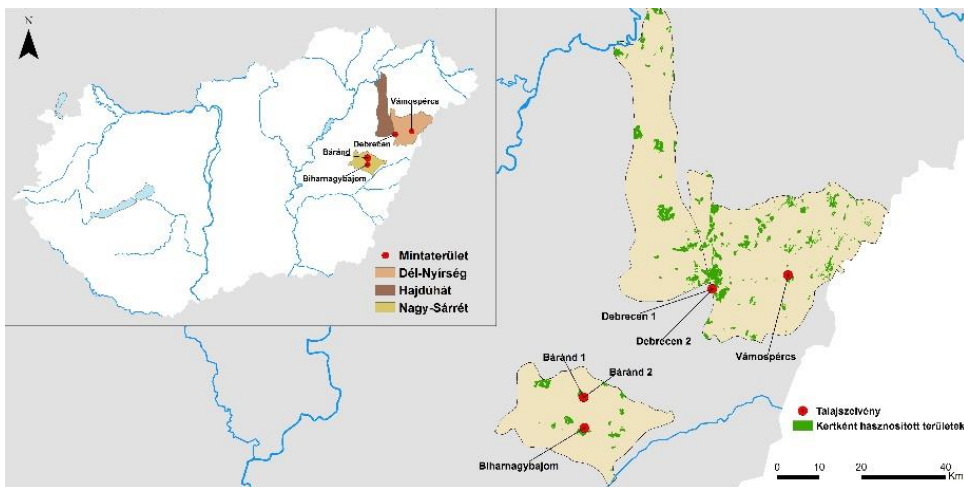 N
Vámospércs
Debrecen
Báránd
Biharnagybajom
Mintaterület
Dél-Nyírség
Hajdúhát
Nagy-Sárrét
Debrecen 1
Debrecen 2
Vámospércs
Báránd 1
Báránd 2
Biharnagybajom
Talajszelvény
Kertként hasznosított területek
0 10 20 40
Km